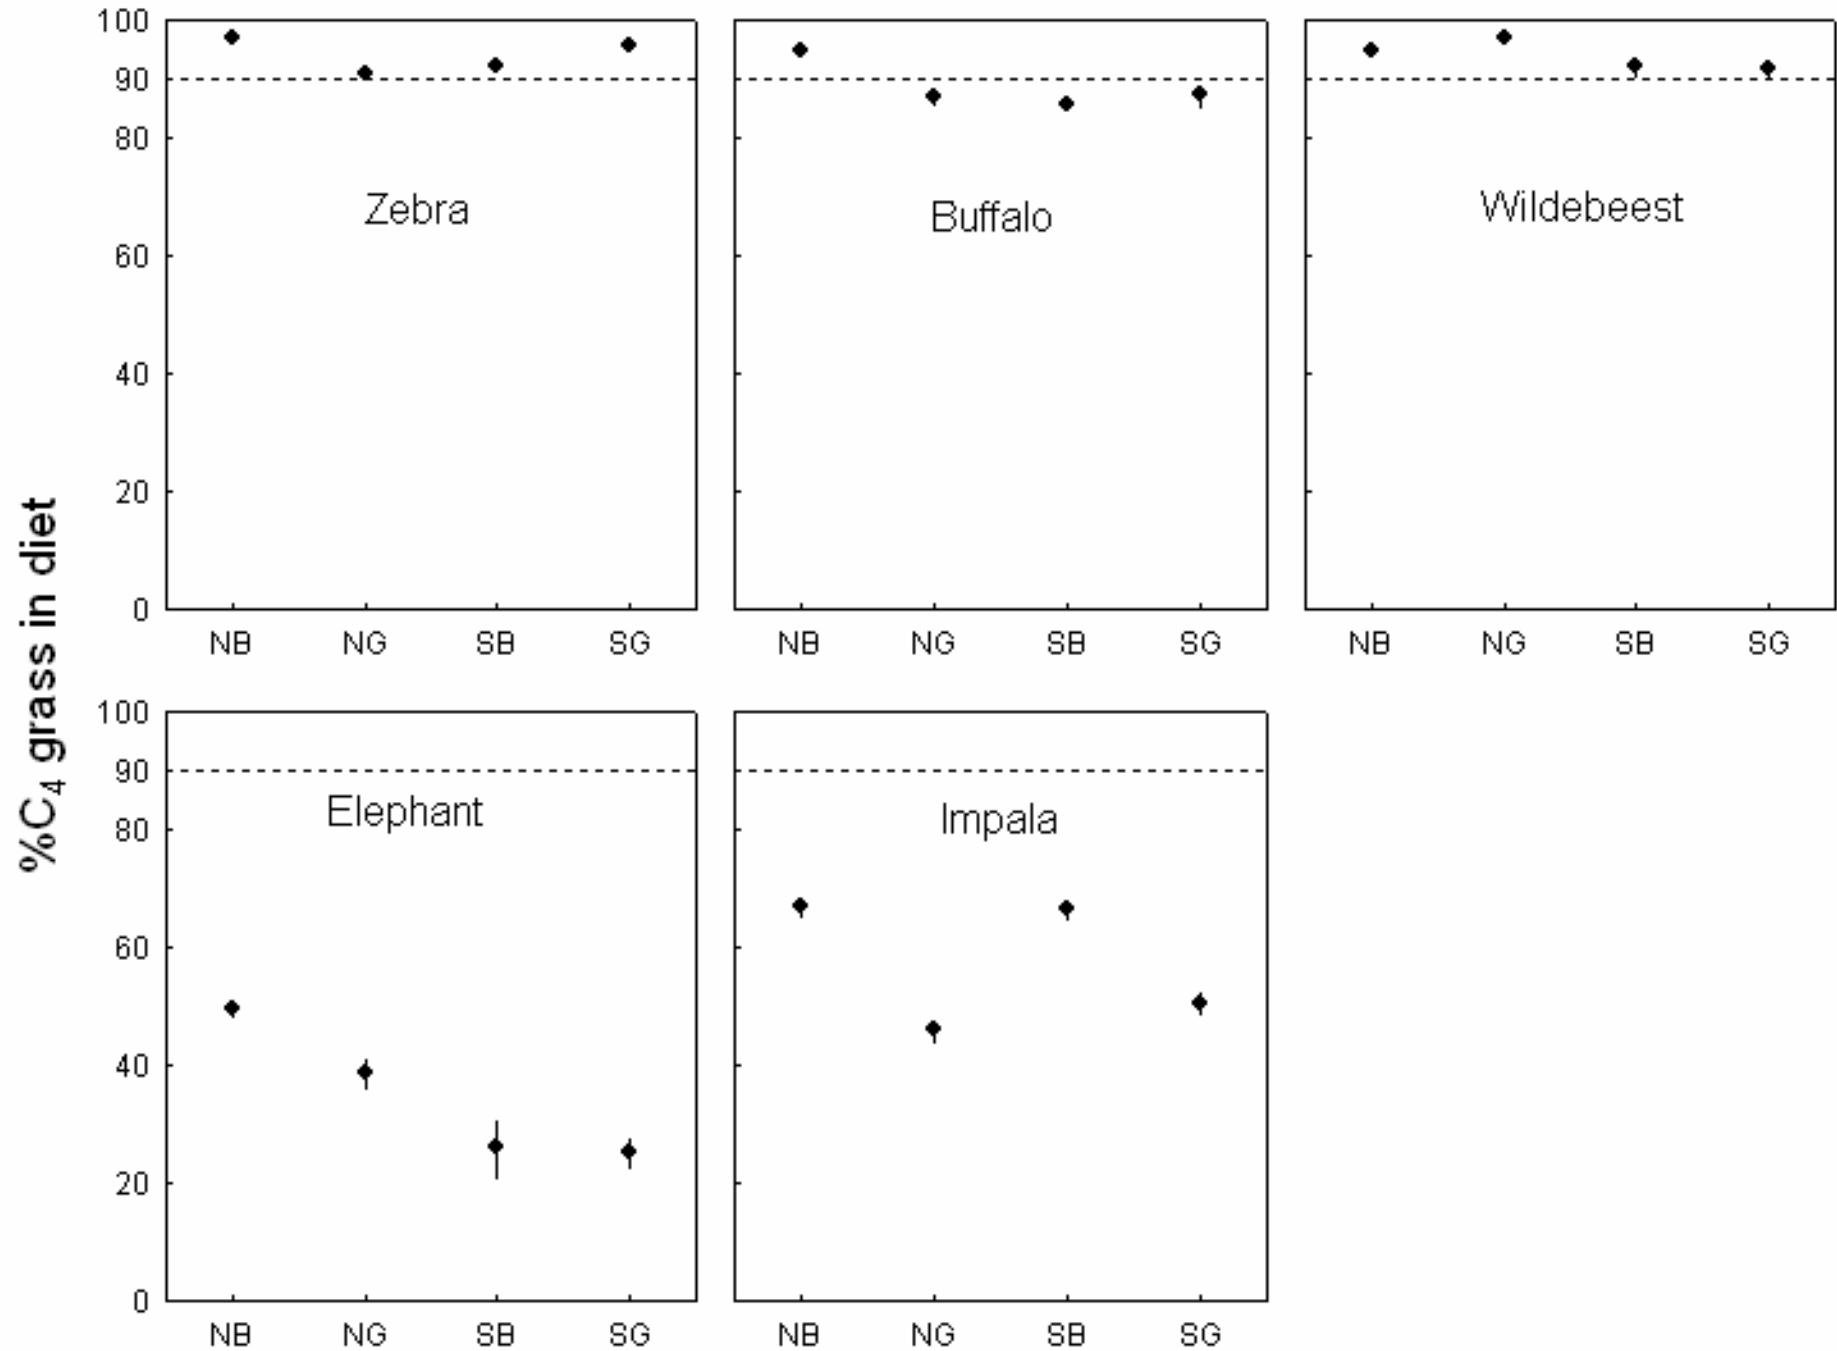 %C4 grass in diet
100
90
80
60
40
20
0
Zebra
NB NG SB SG
Buffalo
NB NG SB SG
Wildebeest
NB NG SB SG
100
90
80
60
40
20
0
Elephant
NB NG SB SG
Impala
NB NG SB SG